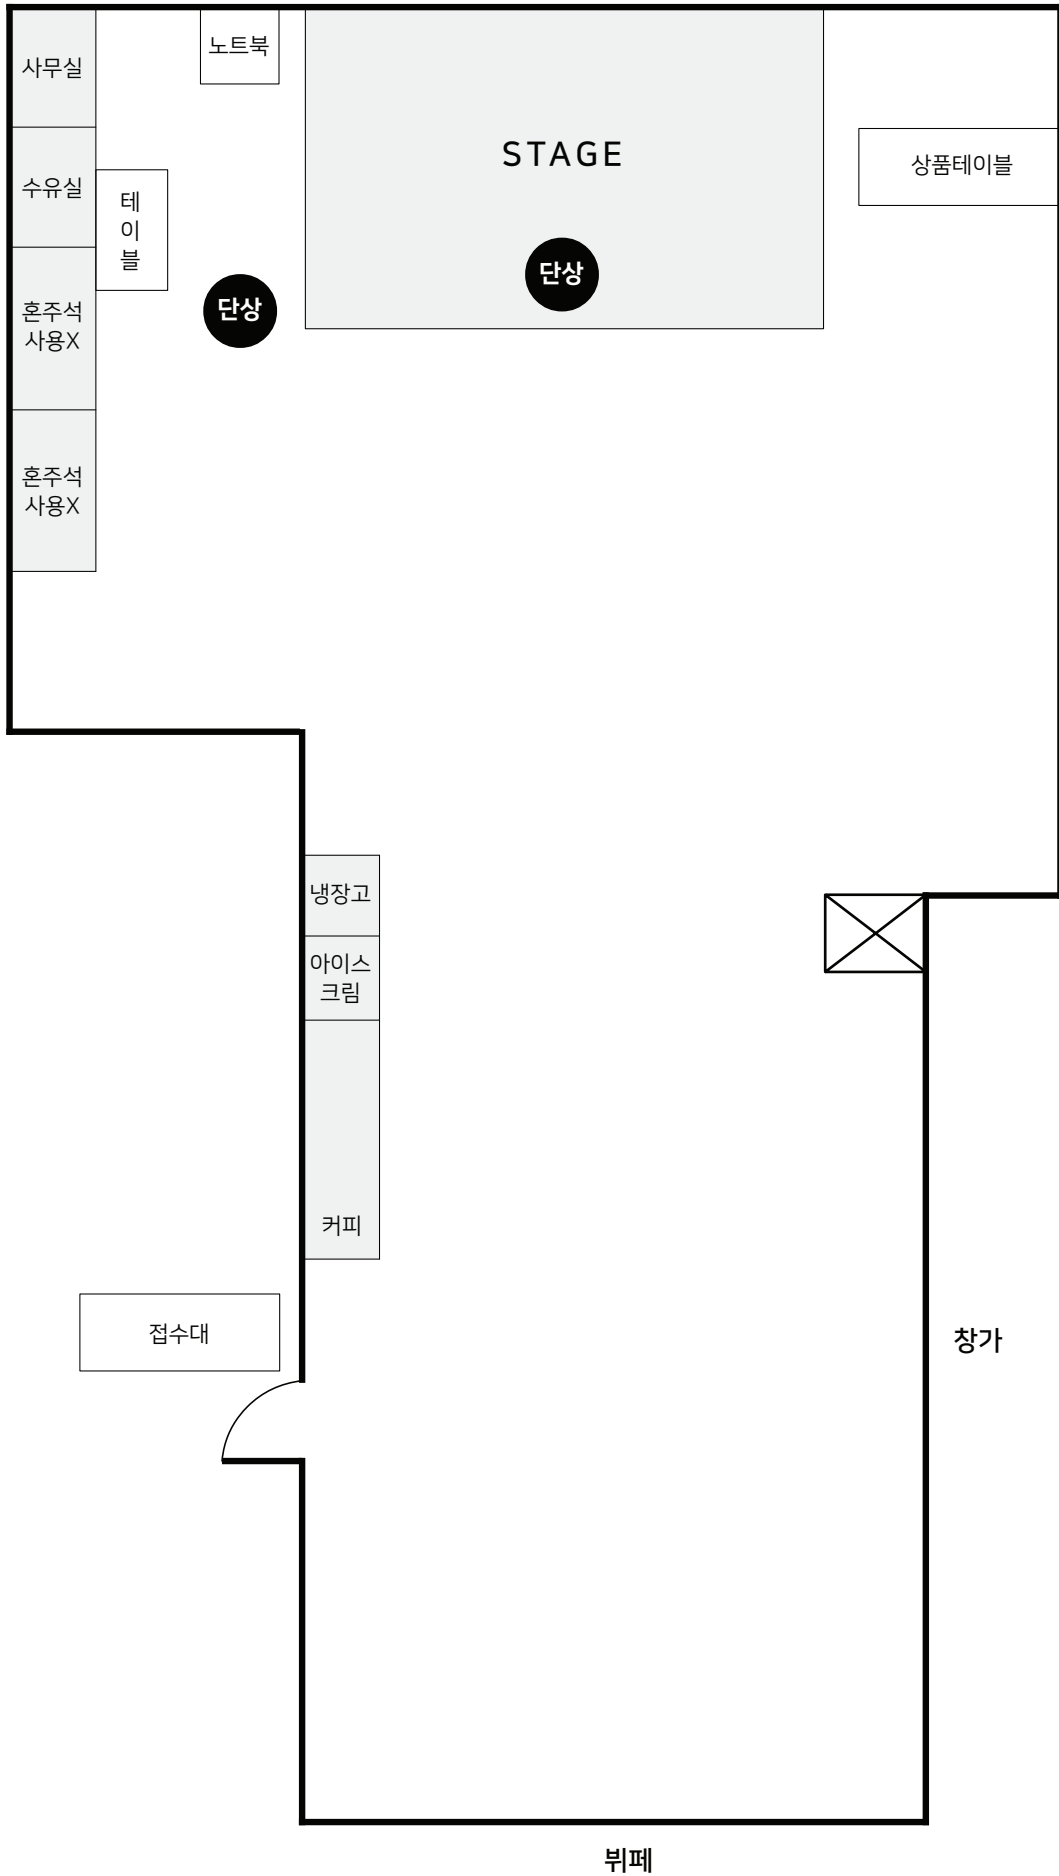 사무실
노트북
STAGE
상품테이블
수유실
테
이
블
단상
단상
혼주석
사용X
혼주석
사용X
냉장고
아이스
크림
커피
접수대
창가
뷔페